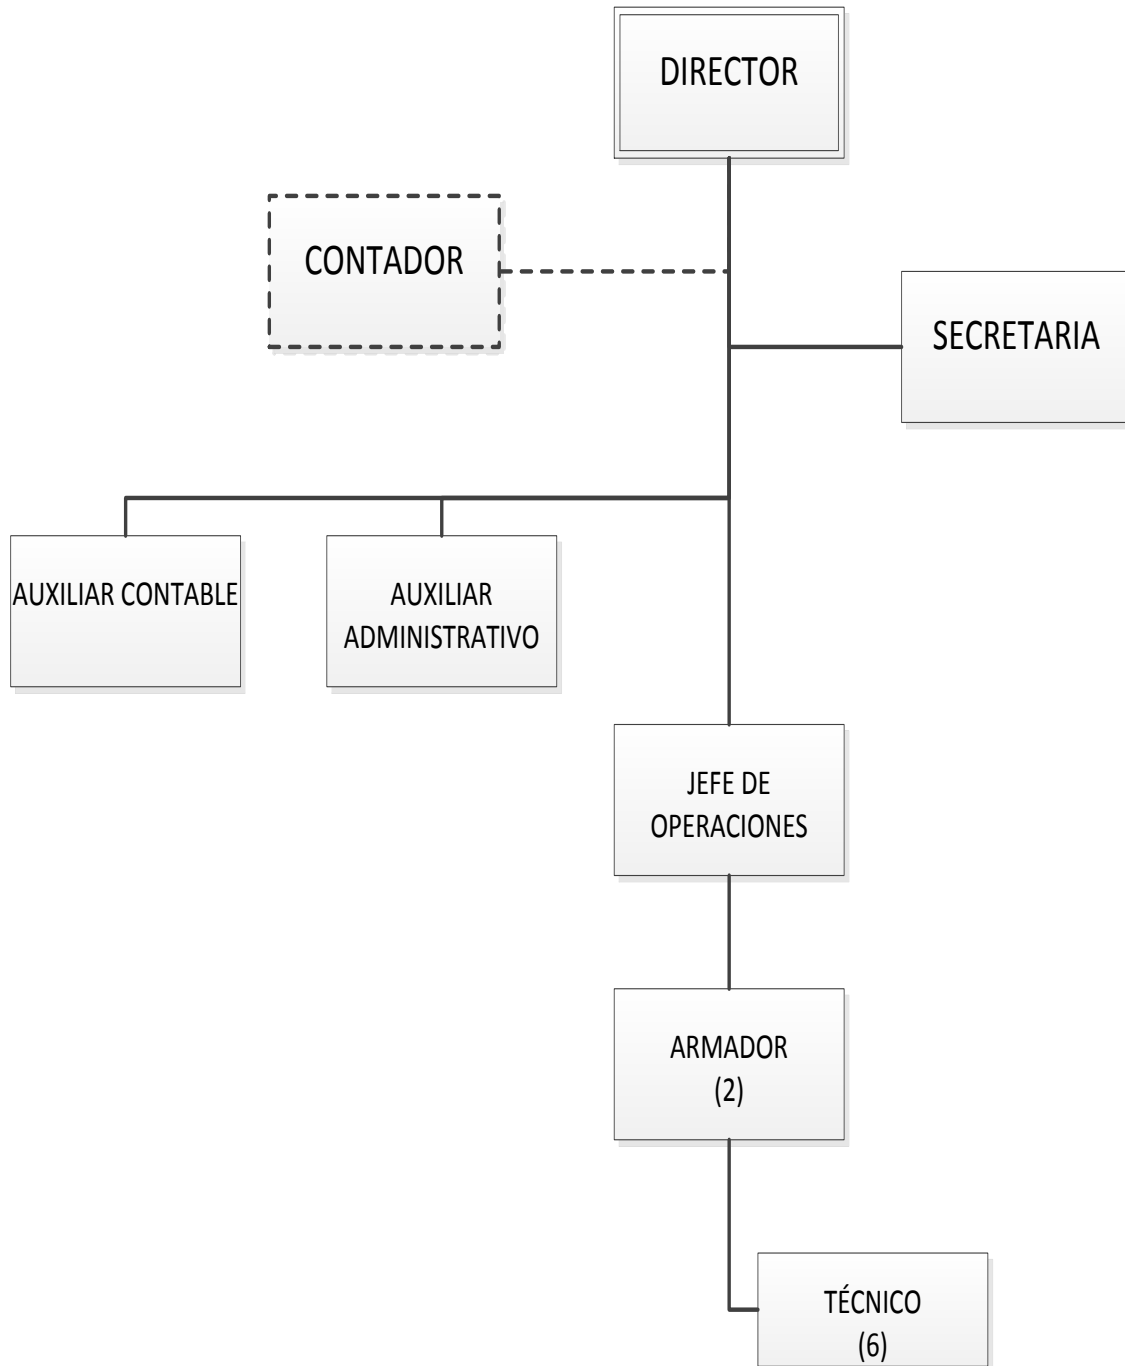 DIRECTOR
CONTADOR
SECRETARIA
AUXILIAR CONTABLE
AUXILIAR
ADMINISTRATIVO
JEFE DE
OPERACIONES
ARMADOR
(2)
TÉCNICO
(6)